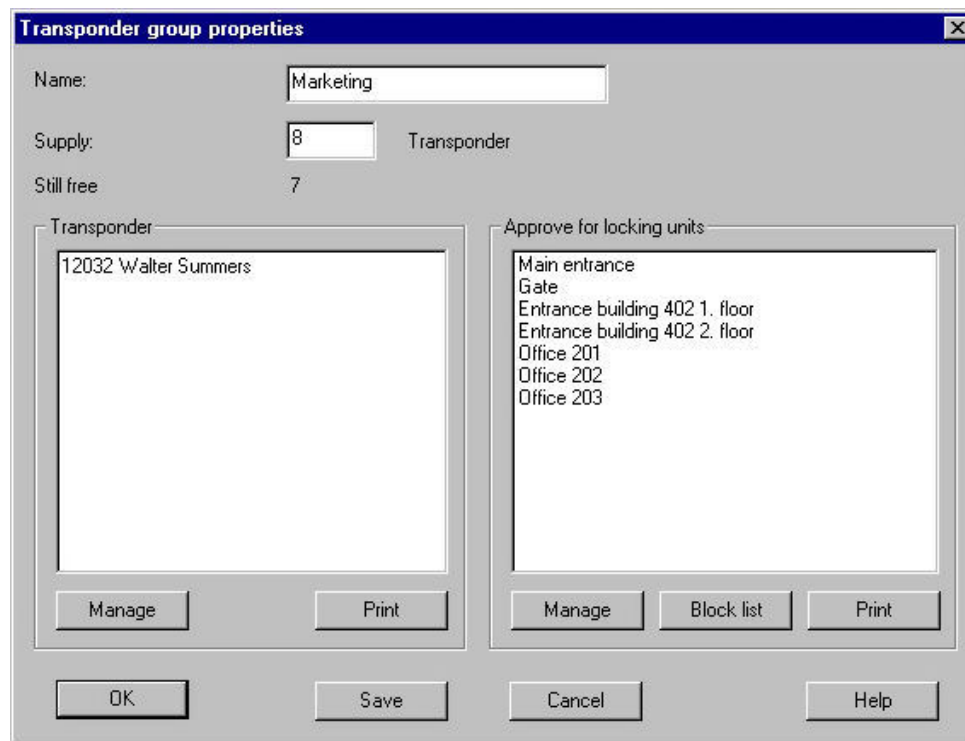 Transponder group properties
Name: Marketing
Supply: 8 Transponder
Still free 7
Transponder
12032 Walter Summers
Manage Print
Approve for locking units
Main entrance
Gate
Entrance building 402 1. floor
Entrance building 402 2. floor
Office 201
Office 202
Office 203
Manage Block list Print
OK Save Cancel Help